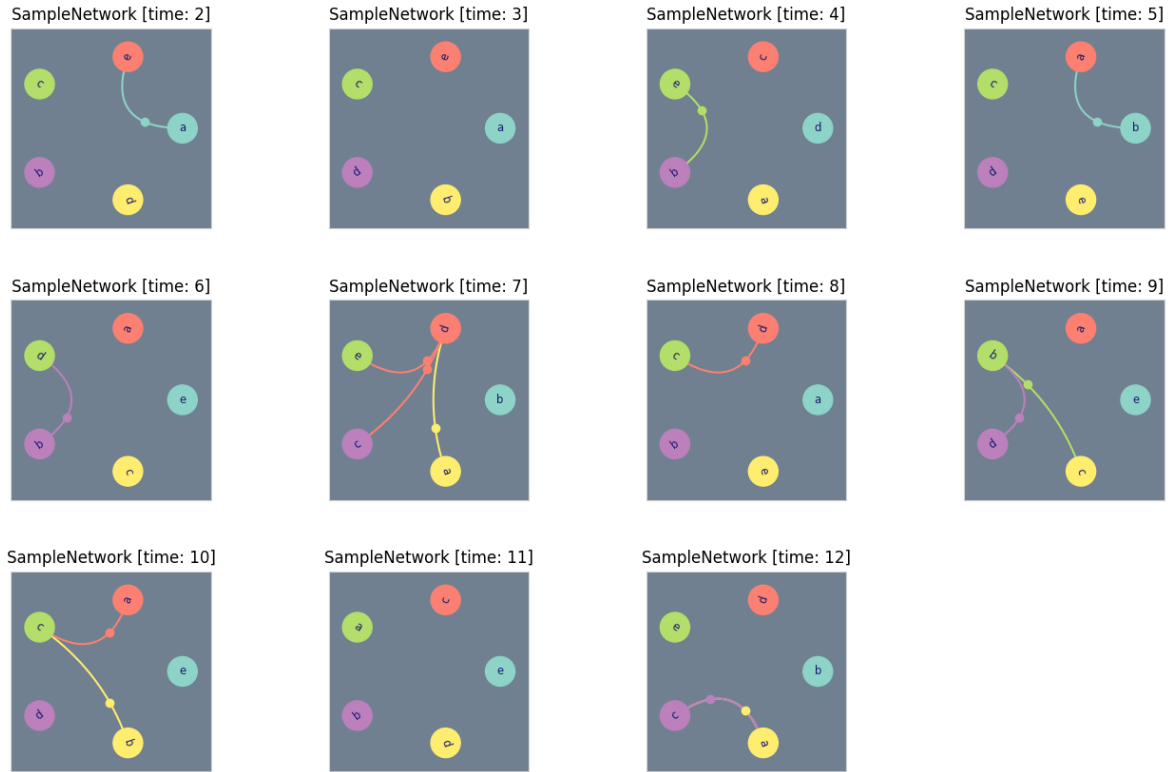 SampleNetwork [time: 2]
e
c
a
b
d
SampleNetwork [time: 3]
e
c
a
d
b
SampleNetwork [time: 4]
c
e
d
b
a
SampleNetwork [time: 5]
a
c
b
d
e
SampleNetwork [time: 6]
a
d
e
b
c
SampleNetwork [time: 7]
d
e
b
c
a
SampleNetwork [time: 8]
d
c
a
b
e
SampleNetwork [time: 9]
a
b
e
d
c
SampleNetwork [time: 10]
a
c
e
d
b
SampleNetwork [time: 11]
c
a
e
b
d
SampleNetwork [time: 12]
d
e
b
c
a